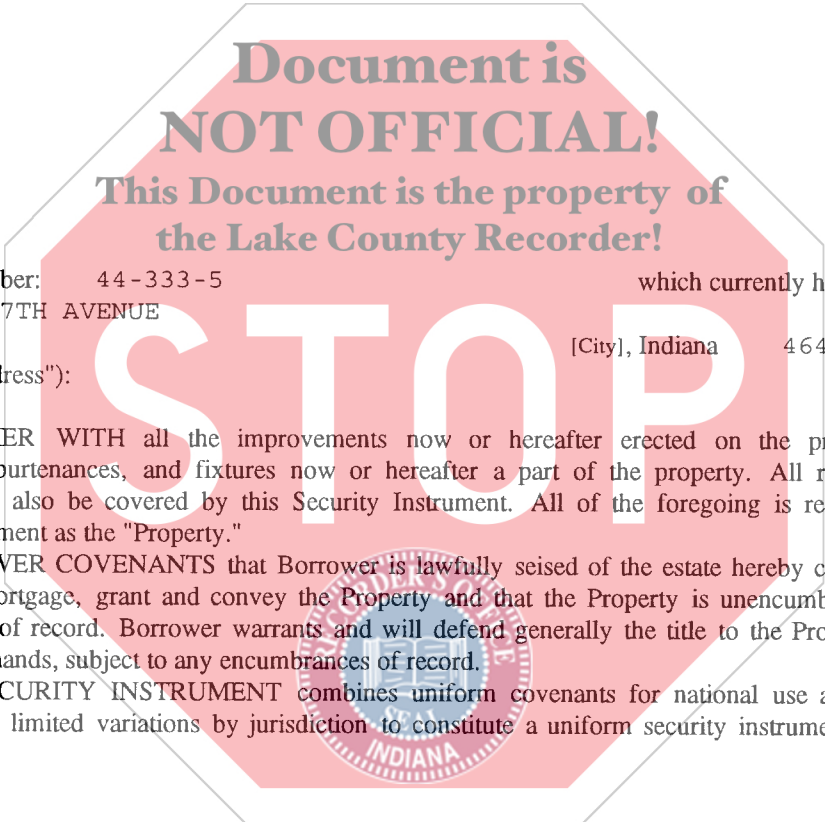 Document is
NOT OFFICIAL!
This Document is the property of
the Lake County Recorder!
ber: 44-333-5 which currently h
7TH AVENUE
STOP
[City], Indiana 464
dress"):
ER WITH all the improvements now or hereafter erected on the pr
purtenances, and fixtures now or hereafter a part of the property. All r
also be covered by this Security Instrument. All of the foregoing is re
ment as the "Property."
VER COVENANTS that Borrower is lawfully seised of the estate hereby c
ortgage, grant and convey the Property and that the Property is unencumb
of record. Borrower warrants and will defend generally the title to the Pro
nands, subject to any encumbrances of record.
CURITY INSTRUMENT combines uniform covenants for national use a
limited variations by jurisdiction to constitute a uniform security instrume
RECORDER'S OFFICE
SEAL
INDIANA